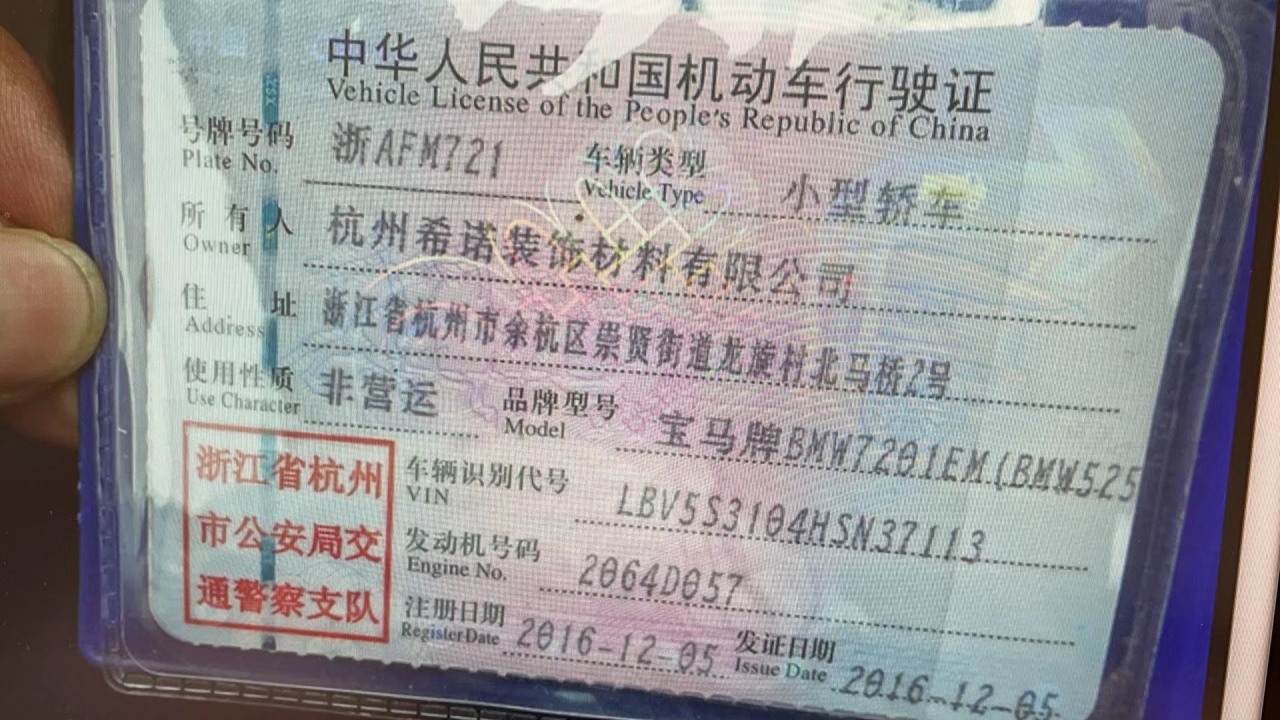 中华人民共和国机动车行驶证
Vehicle License of the People's Republic of China
号牌号码 浙AFM721 车辆类型 小型轿车
Plate No. Vehicle Type
所有人 杭州希诺装饰材料有限公司
Owner
住址 浙江省杭州市余杭区崇贤街道龙旋村北马桥2号
Address
使用性质 非营运 品牌型号 宝马牌BMW7201EM(BMW525
Use Character Model
浙江省杭州
市公安局交
通警察支队
车辆识别代号 LBV5S3104HSN37113
VIN
发动机号码 2064D057
Engine No.
注册日期 2016-12-05 发证日期 2016-12-05
Register Date Issue Date